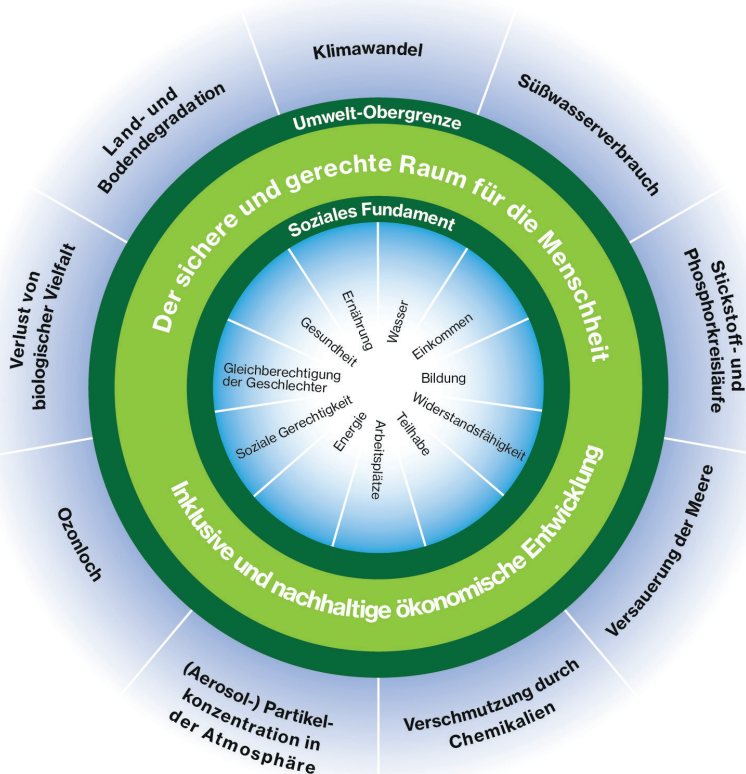 Klimawandel
Süßwasserverbrauch
Stickstoff- und
Phosphorkreisläufe
Versauerung der Meere
Verschmutzung durch
Chemikalien
(Aerosol-) Partikel-
konzentration in
der Atmosphäre
Ozonloch
Verlust von
biologischer Vielfalt
Land- und
Bodendegradation
Umwelt-Obergrenze
Der sichere und gerechte Raum für die Menschheit
Inklusive und nachhaltige ökonomische Entwicklung
Soziales Fundament
Wasser
Einkommen
Bildung
Widerstandsfähigkeit
Teilhabe
Arbeitsplätze
Energie
Soziale Gerechtigkeit
Gleichberechtigung
der Geschlechter
Gesundheit
Ernährung